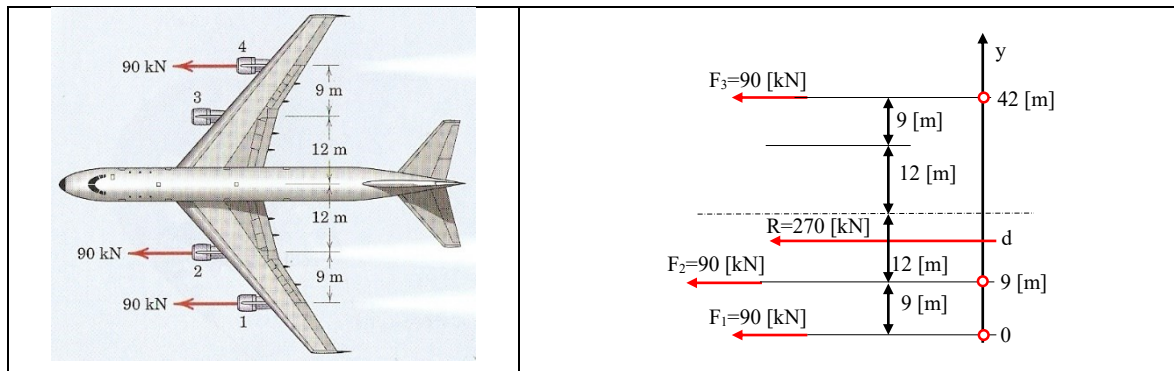 4
90 kN
9 m
3
12 m
12 m
90 kN
2
9 m
90 kN
1
y
F₃=90 [kN]
42 [m]
9 [m]
12 [m]
R=270 [kN]
d
F₂=90 [kN]
12 [m]
9 [m]
9 [m]
F₁=90 [kN]
0